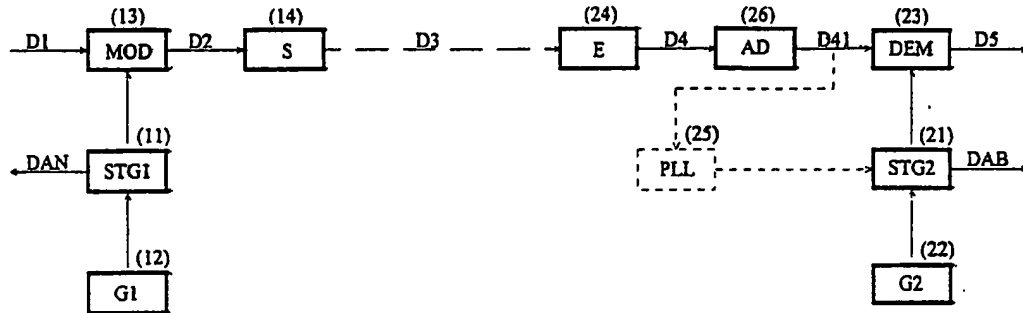 (13) (14) (24) (26) (23)
D1 MOD D2 S D3 E D4 AD D41 DEM D5
(11) (25) (21)
DAN STG1 PLL STG2 DAB
(12) (22)
G1 G2